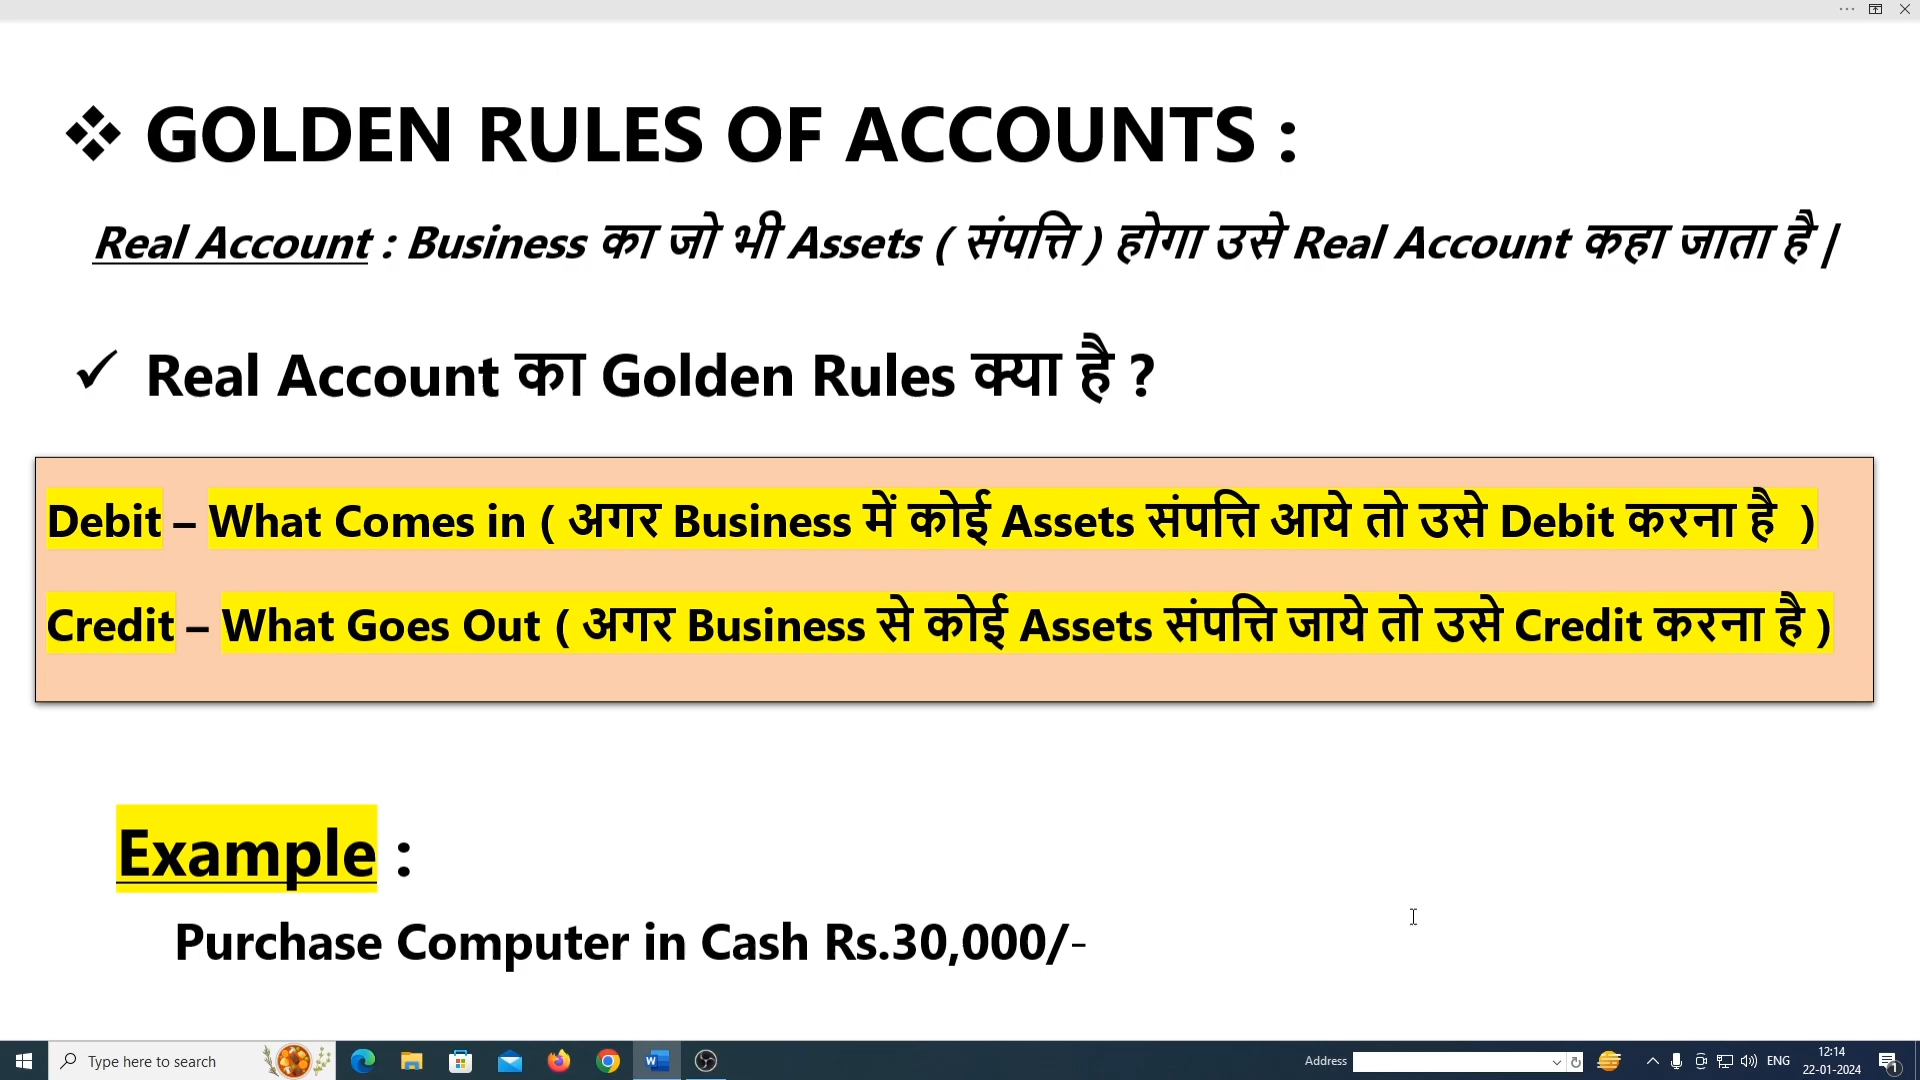 ❖ GOLDEN RULES OF ACCOUNTS :
Real Account : Business का जो भी Assets ( संपत्ति ) होगा उसे Real Account कहा जाता है |
✓ Real Account का Golden Rules क्या है ?
Debit – What Comes in ( अगर Business में कोई Assets संपत्ति आये तो उसे Debit करना है )
Credit – What Goes Out ( अगर Business से कोई Assets संपत्ति जाये तो उसे Credit करना है )
Example :
Purchase Computer in Cash Rs.30,000/-
Type here to search
Address
ENG
12:14
22-01-2024
1